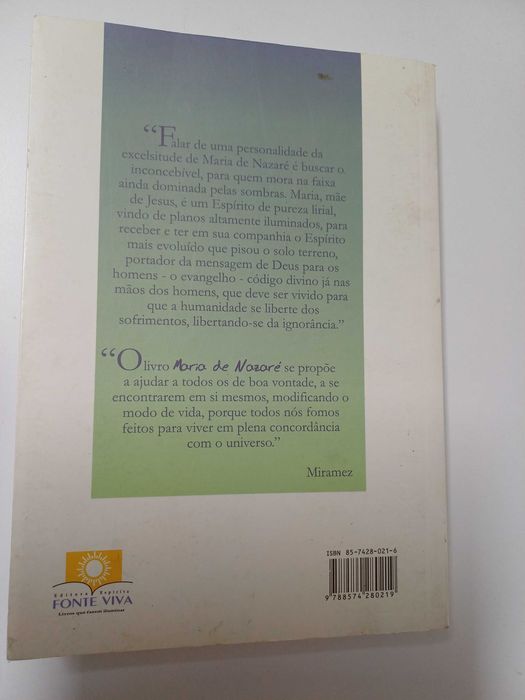 “Falar de uma personalidade da
excelsitude de Maria de Nazaré é buscar o
inconcebível, para quem mora na faixa
ainda dominada pelas sombras. Maria, mãe
de Jesus, é um Espírito de pureza lirial,
vindo de planos altamente iluminados, para
receber e ter em sua companhia o Espírito
mais evoluído que pisou o solo terreno,
portador da mensagem de Deus para os
homens - o evangelho - código divino já nas
mãos dos homens, que deve ser vivido para
que a humanidade se liberte dos
sofrimentos, libertando-se da ignorância.”
“O livro Maria de Nazaré se propõe
a ajudar a todos os de boa vontade, a se
encontrarem em si mesmos, modificando o
modo de vida, porque todos nós fomos
feitos para viver em plena concordância
com o universo.”
Miramez
ISBN 85-7428-021-6
9 788574 280219
Editora Espírita
FONTE VIVA
Livros que fazem iluminar